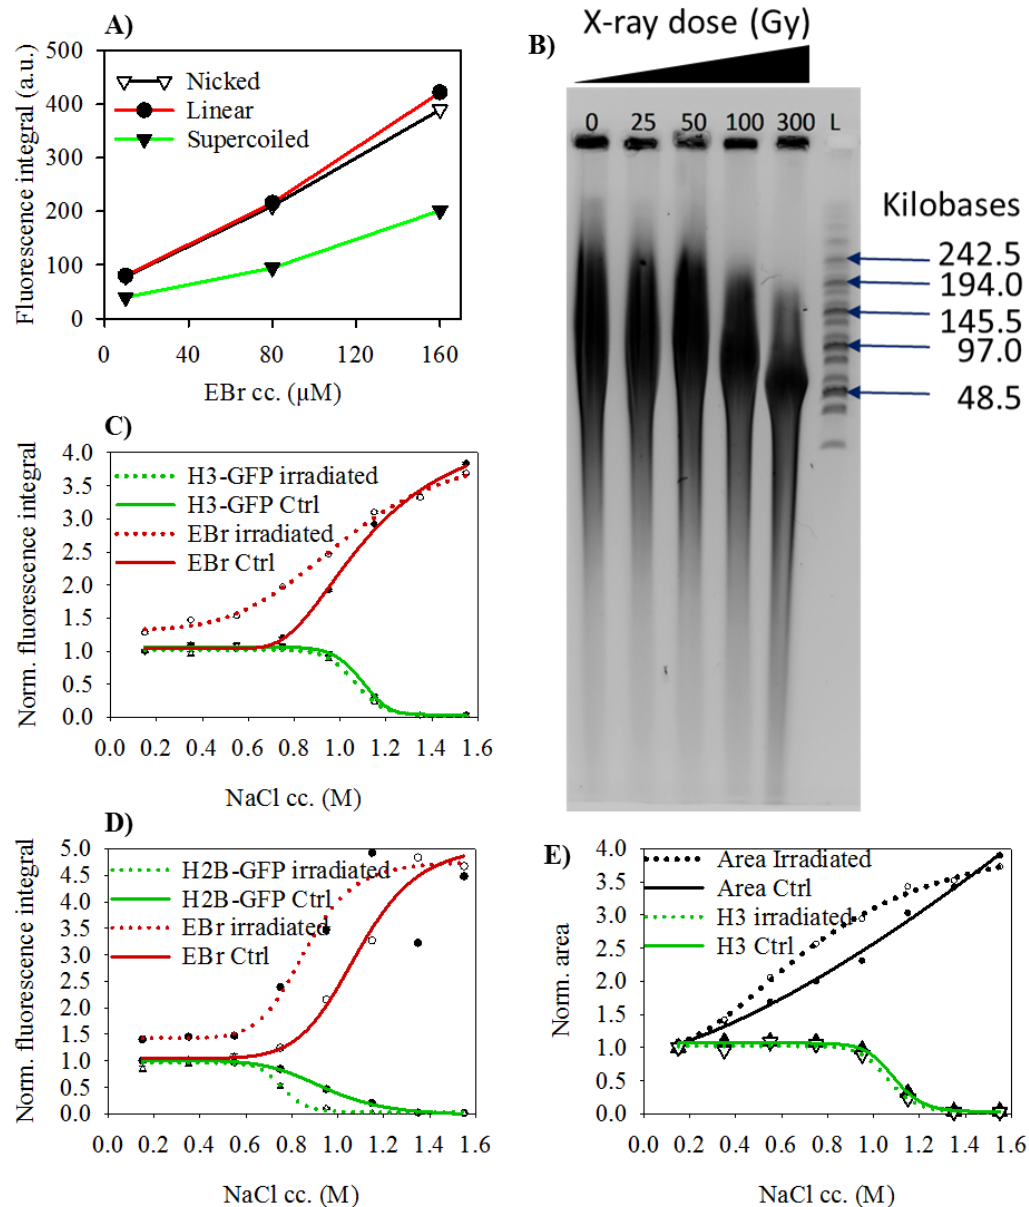 A)
Fluorescence integral (a.u.)
500
400
300
200
100
0
Nicked
Linear
Supercoiled
0 40 80 120 160
EBr cc. (µM)
B)
X-ray dose (Gy)
0 25 50 100 300 L
Kilobases
242.5
194.0
145.5
97.0
48.5
C)
Norm. fluorescence integral
4.0
3.5
3.0
2.5
2.0
1.5
1.0
0.5
0.0
H3-GFP irradiated
H3-GFP Ctrl
EBr irradiated
EBr Ctrl
0.0 0.2 0.4 0.6 0.8 1.0 1.2 1.4 1.6
NaCl cc. (M)
D)
Norm. fluorescence integral
5.0
4.5
4.0
3.5
3.0
2.5
2.0
1.5
1.0
0.5
0.0
H2B-GFP irradiated
H2B-GFP Ctrl
EBr irradiated
EBr Ctrl
0.0 0.2 0.4 0.6 0.8 1.0 1.2 1.4 1.6
NaCl cc. (M)
E)
Norm. area
4.0
3.0
2.0
1.0
0.0
Area Irradiated
Area Ctrl
H3 irradiated
H3 Ctrl
0.0 0.2 0.4 0.6 0.8 1.0 1.2 1.4 1.6
NaCl cc. (M)